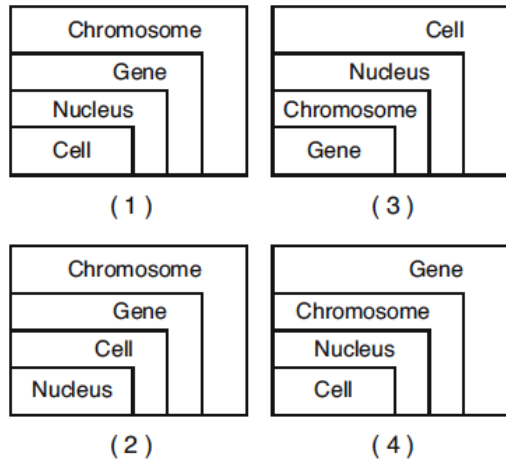 Chromosome
Gene
Nucleus
Cell
( 1 )
Cell
Nucleus
Chromosome
Gene
( 3 )
Chromosome
Gene
Cell
Nucleus
( 2 )
Gene
Chromosome
Nucleus
Cell
( 4 )